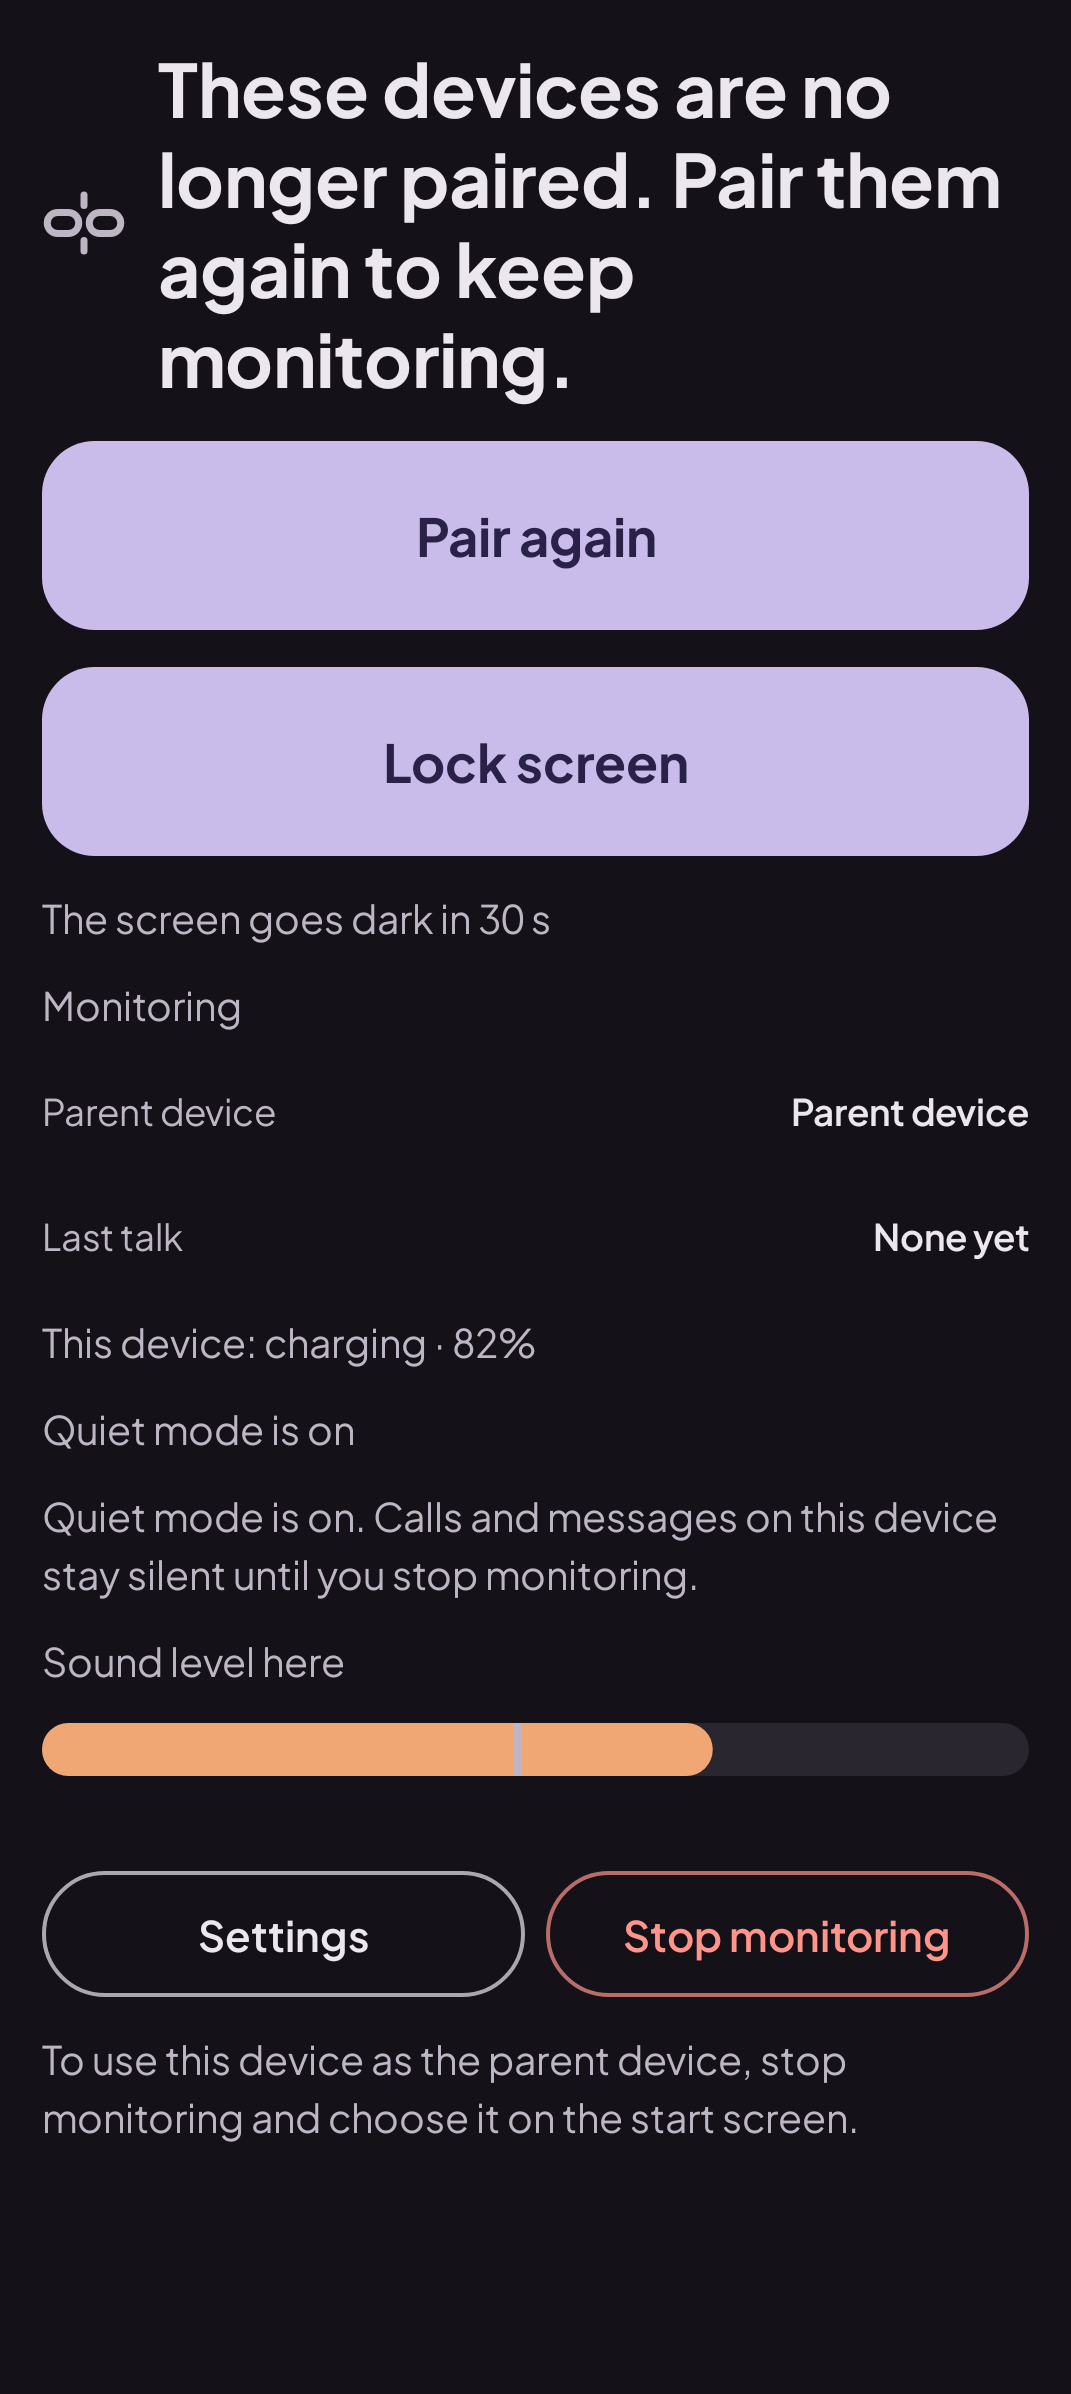 These devices are no
longer paired. Pair them
again to keep
monitoring.
Pair again
Lock screen
The screen goes dark in 30 s
Monitoring
Parent device Parent device
Last talk None yet
This device: charging · 82%
Quiet mode is on
Quiet mode is on. Calls and messages on this device
stay silent until you stop monitoring.
Sound level here
Settings Stop monitoring
To use this device as the parent device, stop
monitoring and choose it on the start screen.